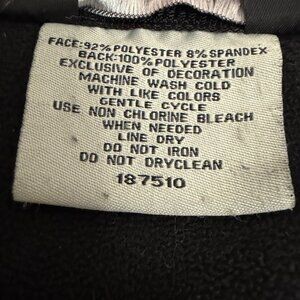 FACE:92% POLYESTER 8% SPANDEX
BACK:100% POLYESTER
EXCLUSIVE OF DECORATION
MACHINE WASH COLD
WITH LIKE COLORS
GENTLE CYCLE
USE NON CHLORINE BLEACH
WHEN NEEDED
LINE DRY
DO NOT IRON
DO NOT DRYCLEAN
187510